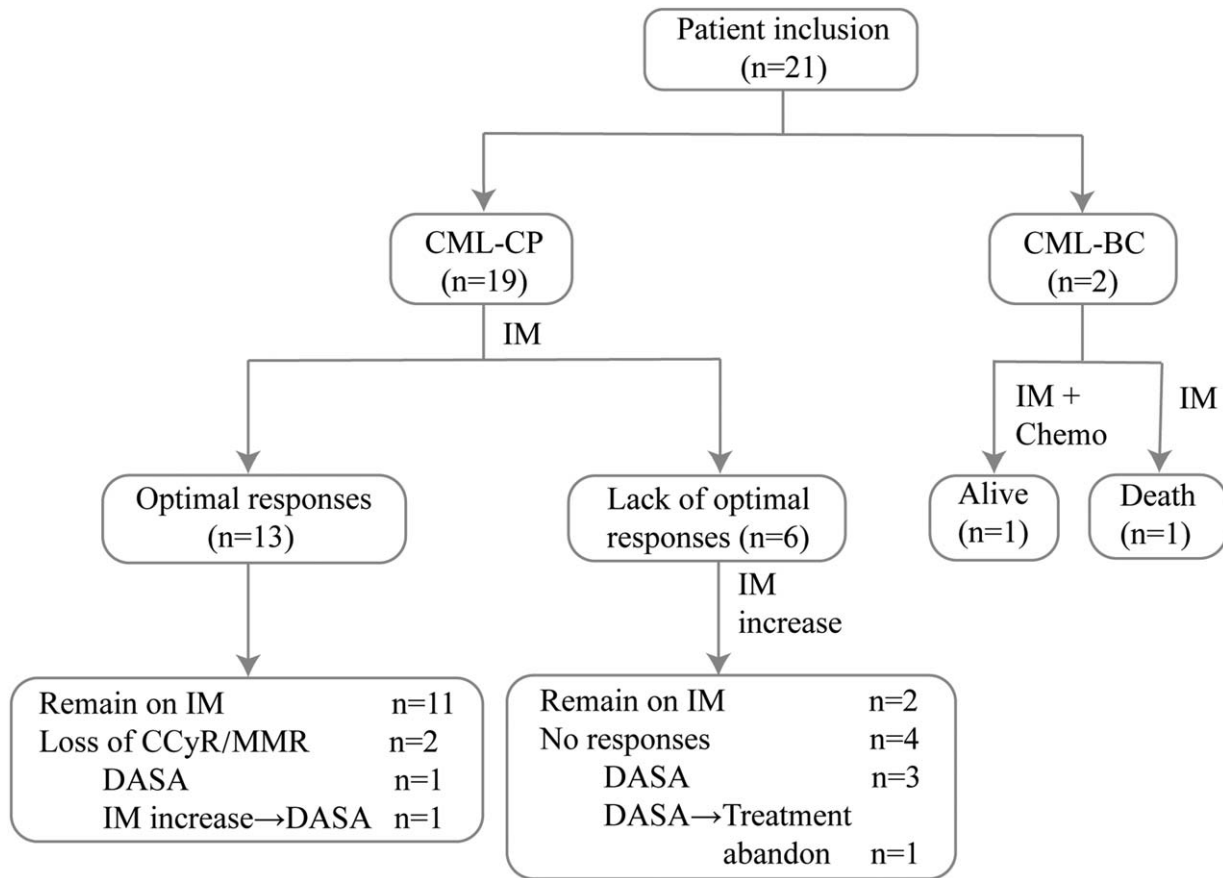 Patient inclusion
(n=21)
CML-CP
(n=19)
CML-BC
(n=2)
IM
IM +
Chemo
IM
Optimal responses
(n=13)
Lack of optimal
responses (n=6)
Alive
(n=1)
Death
(n=1)
IM
increase
Remain on IM n=11
Loss of CCyR/MMR n=2
DASA n=1
IM increase→DASA n=1
Remain on IM n=2
No responses n=4
DASA n=3
DASA→Treatment
abandon n=1